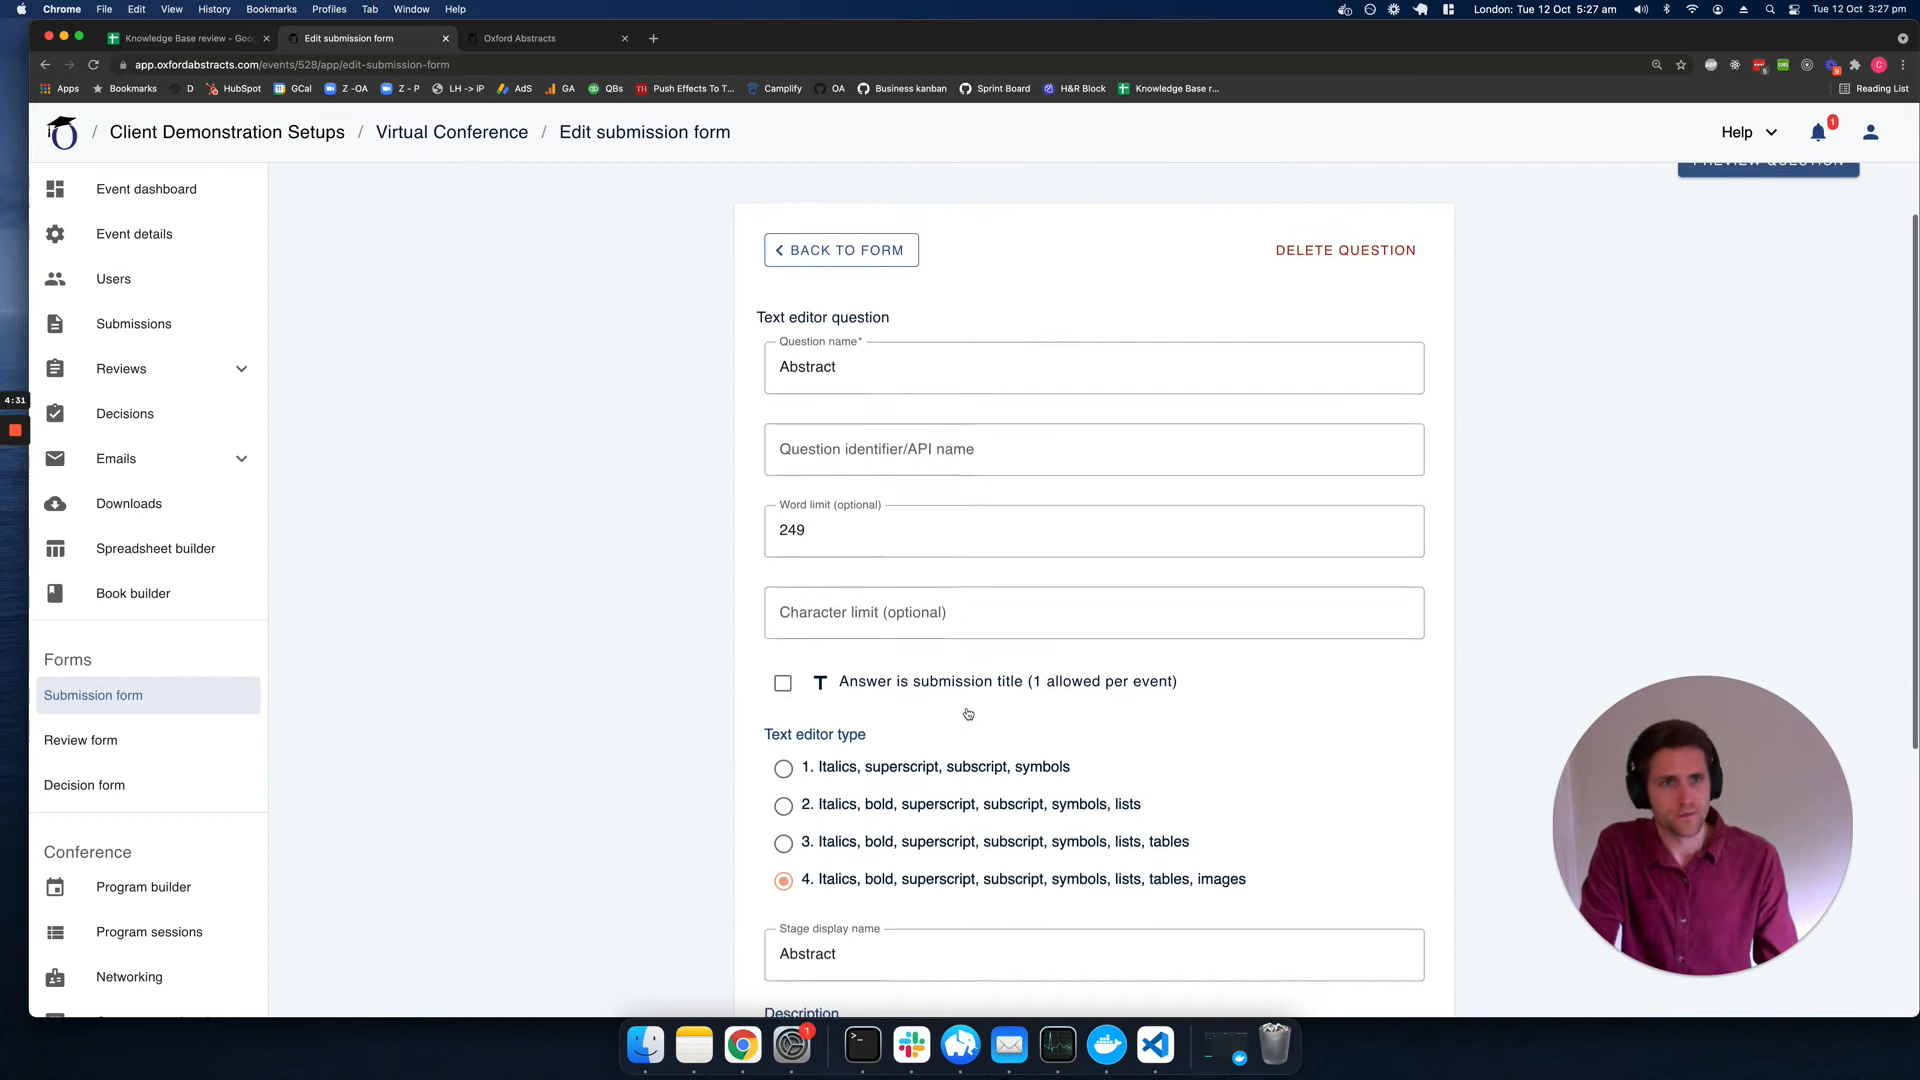 Chrome File Edit View History Bookmarks Profiles Tab Window Help London: Tue 12 Oct 5:27 am Tue 12 Oct 3:27 pm
Knowledge Base review - Goo Edit submission form Oxford Abstracts
app.oxfordabstracts.com/events/528/app/edit-submission-form
Apps Bookmarks D HubSpot GCal Z -OA Z - P LH -> iP AdS GA QBs Push Effects To T... Camplify OA Business kanban Sprint Board H&R Block Knowledge Base r... Reading List
/ Client Demonstration Setups / Virtual Conference / Edit submission form Help 1
PREVIEW QUESTION
Event dashboard
Event details
Users
Submissions
Reviews
Decisions
Emails
Downloads
Spreadsheet builder
Book builder
Forms
Submission form
Review form
Decision form
Conference
Program builder
Program sessions
Networking
4:31
BACK TO FORM DELETE QUESTION
Text editor question
Question name*
Abstract
Question identifier/API name
Word limit (optional)
249
Character limit (optional)
T Answer is submission title (1 allowed per event)
Text editor type
1. Italics, superscript, subscript, symbols
2. Italics, bold, superscript, subscript, symbols, lists
3. Italics, bold, superscript, subscript, symbols, lists, tables
4. Italics, bold, superscript, subscript, symbols, lists, tables, images
Stage display name
Abstract
Description
1